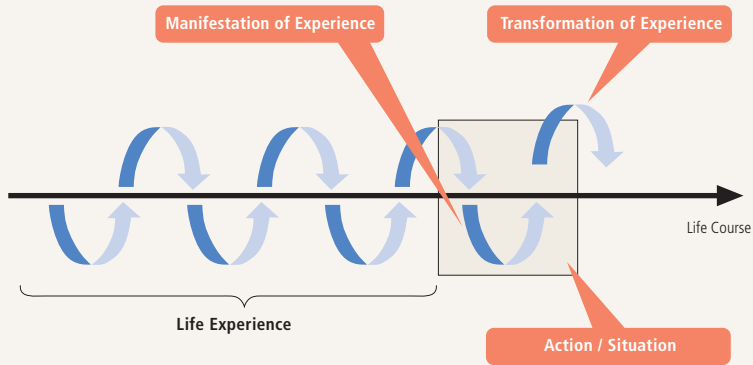 Manifestation of Experience
Transformation of Experience
Life Course
Life Experience
Action / Situation